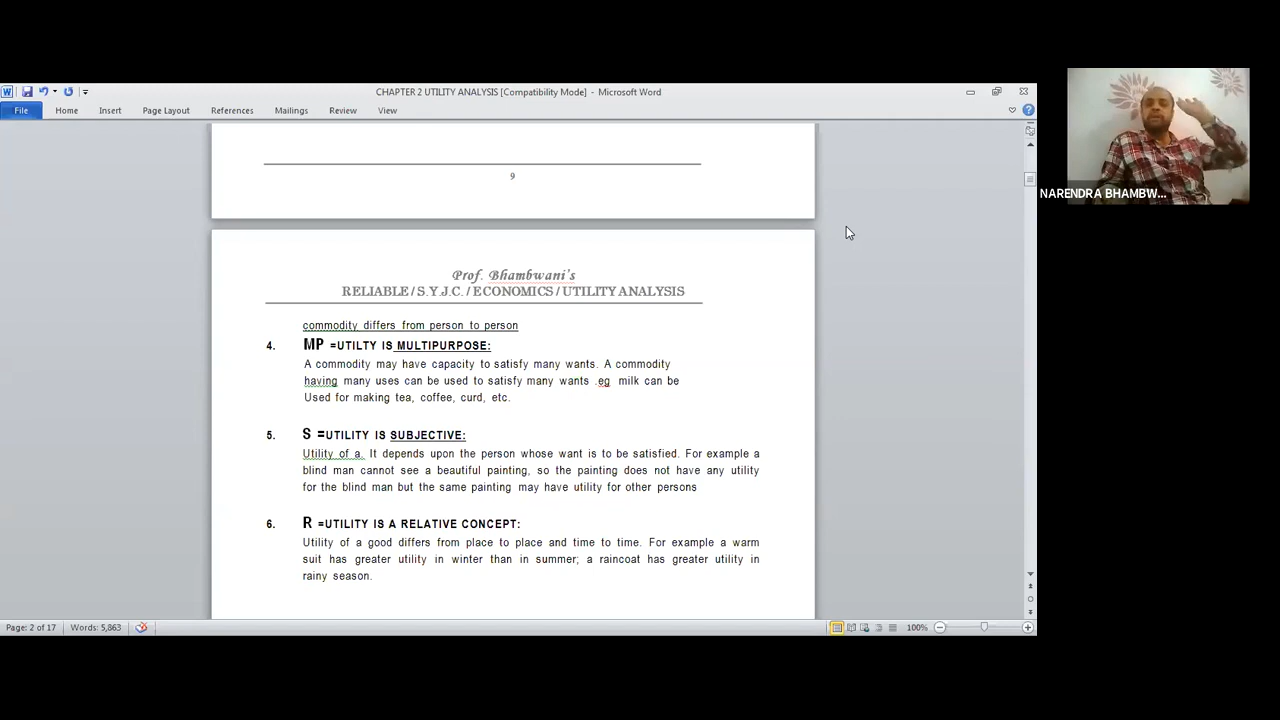 CHAPTER 2 UTILITY ANALYSIS [Compatibility Mode] - Microsoft Word
File Home Insert Page Layout References Mailings Review View
9
Prof. Bhambwani's
RELIABLE / S.Y.J.C. / ECONOMICS / UTILITY ANALYSIS
commodity differs from person to person
4. MP =UTILTY IS MULTIPURPOSE:
A commodity may have capacity to satisfy many wants. A commodity
having many uses can be used to satisfy many wants .eg milk can be
Used for making tea, coffee, curd, etc.
5. S =UTILITY IS SUBJECTIVE:
Utility of a. It depends upon the person whose want is to be satisfied. For example a
blind man cannot see a beautiful painting, so the painting does not have any utility
for the blind man but the same painting may have utility for other persons
6. R =UTILITY IS A RELATIVE CONCEPT:
Utility of a good differs from place to place and time to time. For example a warm
suit has greater utility in winter than in summer; a raincoat has greater utility in
rainy season.
Page: 2 of 17 Words: 5,863 100%
NARENDRA BHAMBW...